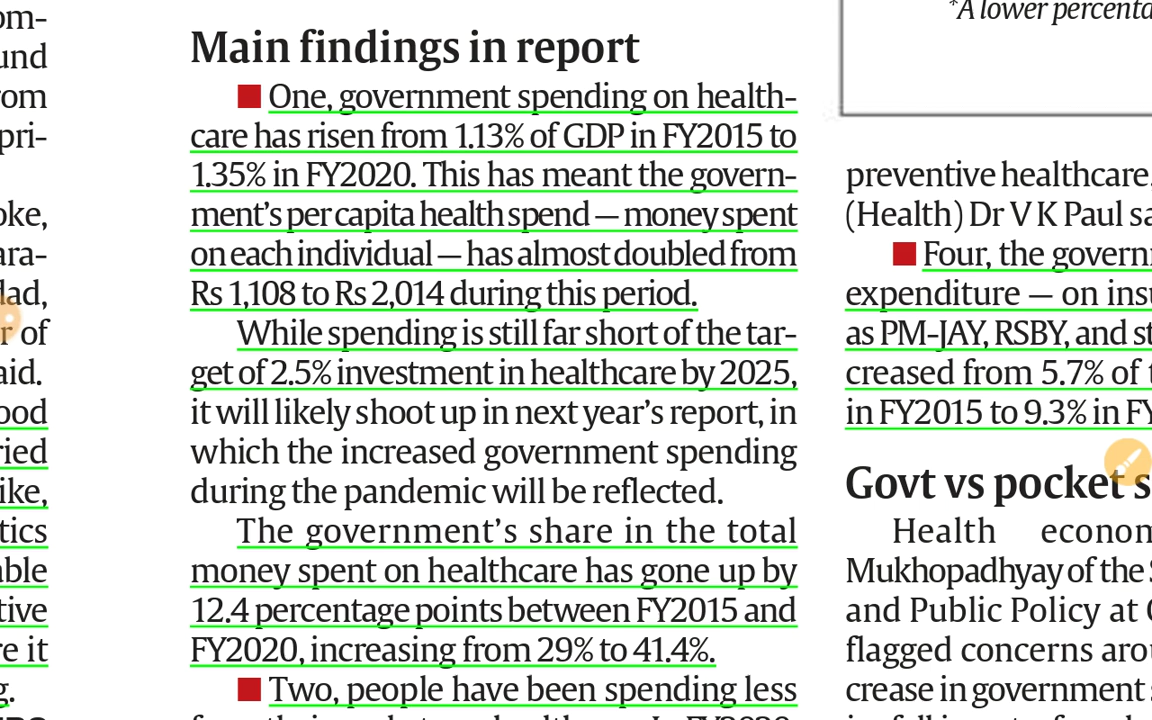 om-
und
rom
pri-
oke,
ara-
dad,
r of
aid.
ood
ried
ike,
tics
able
tive
re it
g.
Main findings in report
One, government spending on health-
care has risen from 1.13% of GDP in FY2015 to
1.35% in FY2020. This has meant the govern-
ment’s per capita health spend — money spent
on each individual — has almost doubled from
Rs 1,108 to Rs 2,014 during this period.
While spending is still far short of the tar-
get of 2.5% investment in healthcare by 2025,
it will likely shoot up in next year’s report, in
which the increased government spending
during the pandemic will be reflected.
The government’s share in the total
money spent on healthcare has gone up by
12.4 percentage points between FY2015 and
FY2020, increasing from 29% to 41.4%.
Two, people have been spending less
*A lower percenta
preventive healthcare.
(Health) Dr V K Paul sa
Four, the governm
expenditure — on insu
as PM-JAY, RSBY, and st
creased from 5.7% of t
in FY2015 to 9.3% in FY
Govt vs pocket s
Health econom
Mukhopadhyay of the S
and Public Policy at
flagged concerns arou
crease in government s